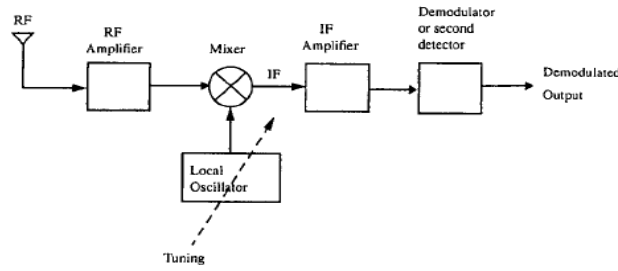 RF
RF
Amplifier
Mixer
IF
IF
Amplifier
Demodulator
or second
detector
Demodulated
Output
Local
Oscillator
Tuning